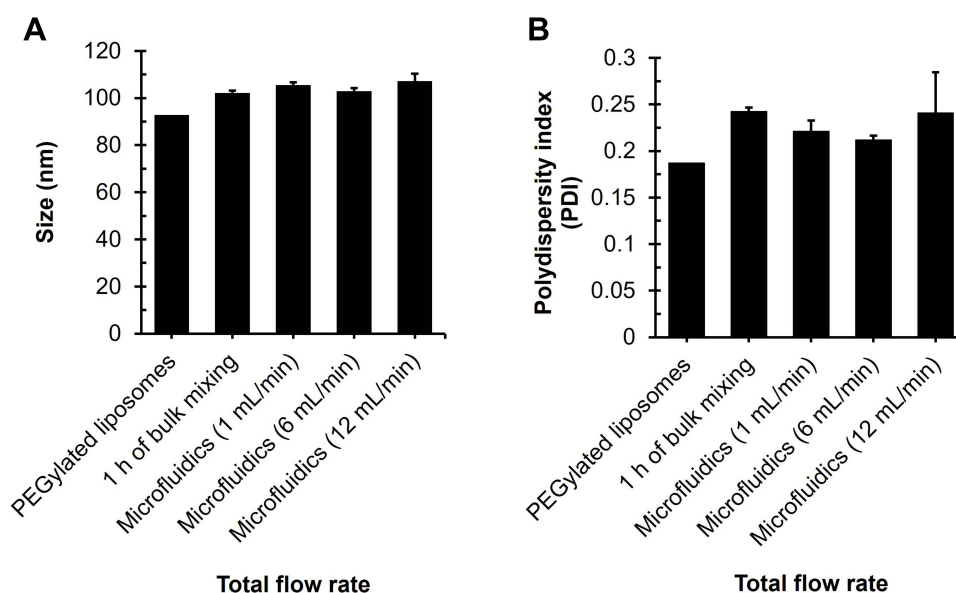 A
120
100
80
60
40
20
0
Size (nm)
PEGylated liposomes
1 h of bulk mixing
Microfluidics (1 mL/min)
Microfluidics (6 mL/min)
Microfluidics (12 mL/min)
Total flow rate
B
0.3
0.25
0.2
0.15
0.1
0.05
0
Polydispersity index
(PDI)
PEGylated liposomes
1 h of bulk mixing
Microfluidics (1 mL/min)
Microfluidics (6 mL/min)
Microfluidics (12 mL/min)
Total flow rate